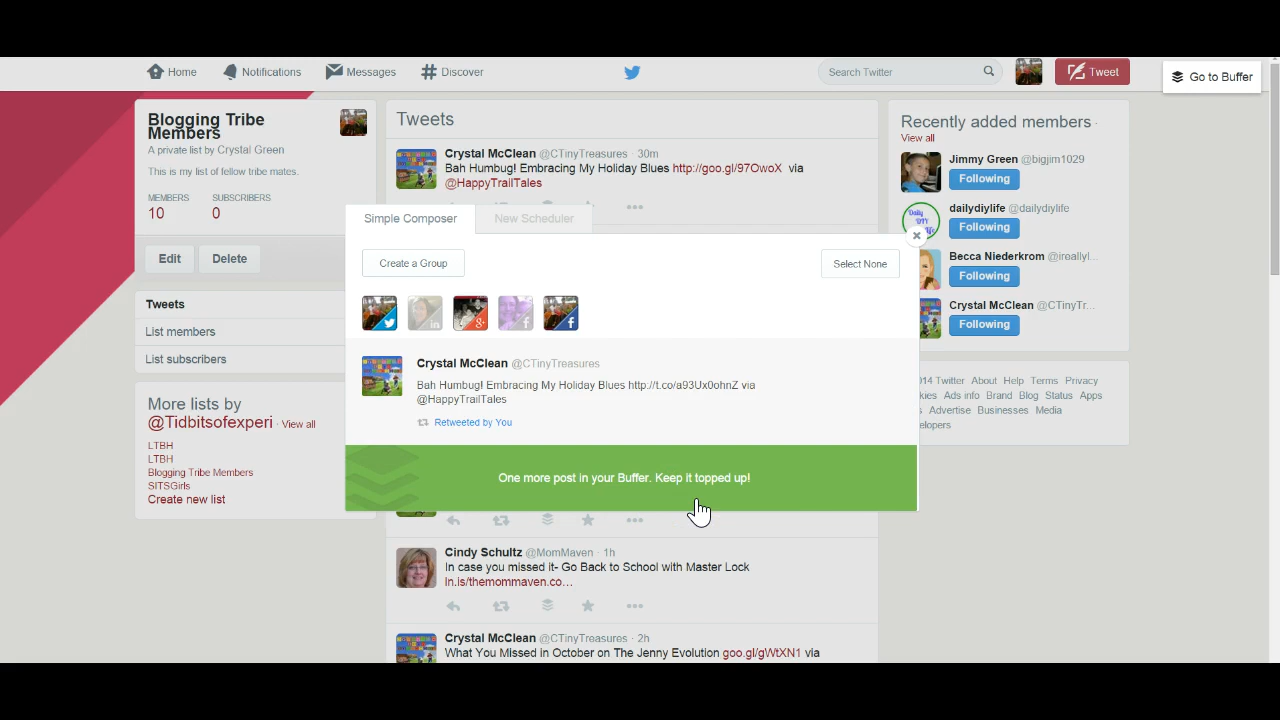 Home
Notifications
Messages
Discover
Search Twitter
Tweet
Go to Buffer
Blogging Tribe
Members
A private list by Crystal Green
This is my list of fellow tribe mates.
MEMBERS
10
SUBSCRIBERS
0
Edit
Delete
Tweets
List members
List subscribers
More lists by
@Tidbitsofexperi · View all
LTBH
LTBH
Blogging Tribe Members
SITSGirls
Create new list
Tweets
Crystal McClean @CTinyTreasures · 30m
Bah Humbug! Embracing My Holiday Blues http://goo.gl/97OwoX via
@HappyTrailTales
Simple Composer
New Scheduler
Create a Group
Select None
Crystal McClean @CTinyTreasures
Bah Humbug! Embracing My Holiday Blues http://t.co/a93Ux0ohnZ via
@HappyTrailTales
Retweeted by You
One more post in your Buffer. Keep it topped up!
Cindy Schultz @MomMaven · 1h
In case you missed it- Go Back to School with Master Lock
ln.is/themommaven.co…
Crystal McClean @CTinyTreasures · 2h
What You Missed in October on The Jenny Evolution goo.gl/gWtXN1 via
Recently added members ·
View all
Jimmy Green @bigjim1029
Following
Daily DIY Life
dailydiylife @dailydiylife
Following
Becca Niederkrom @ireallyl...
Following
Crystal McClean @CTinyTr...
Following
14 Twitter About Help Terms Privacy
kies Ads info Brand Blog Status Apps
Advertise Businesses Media
elopers